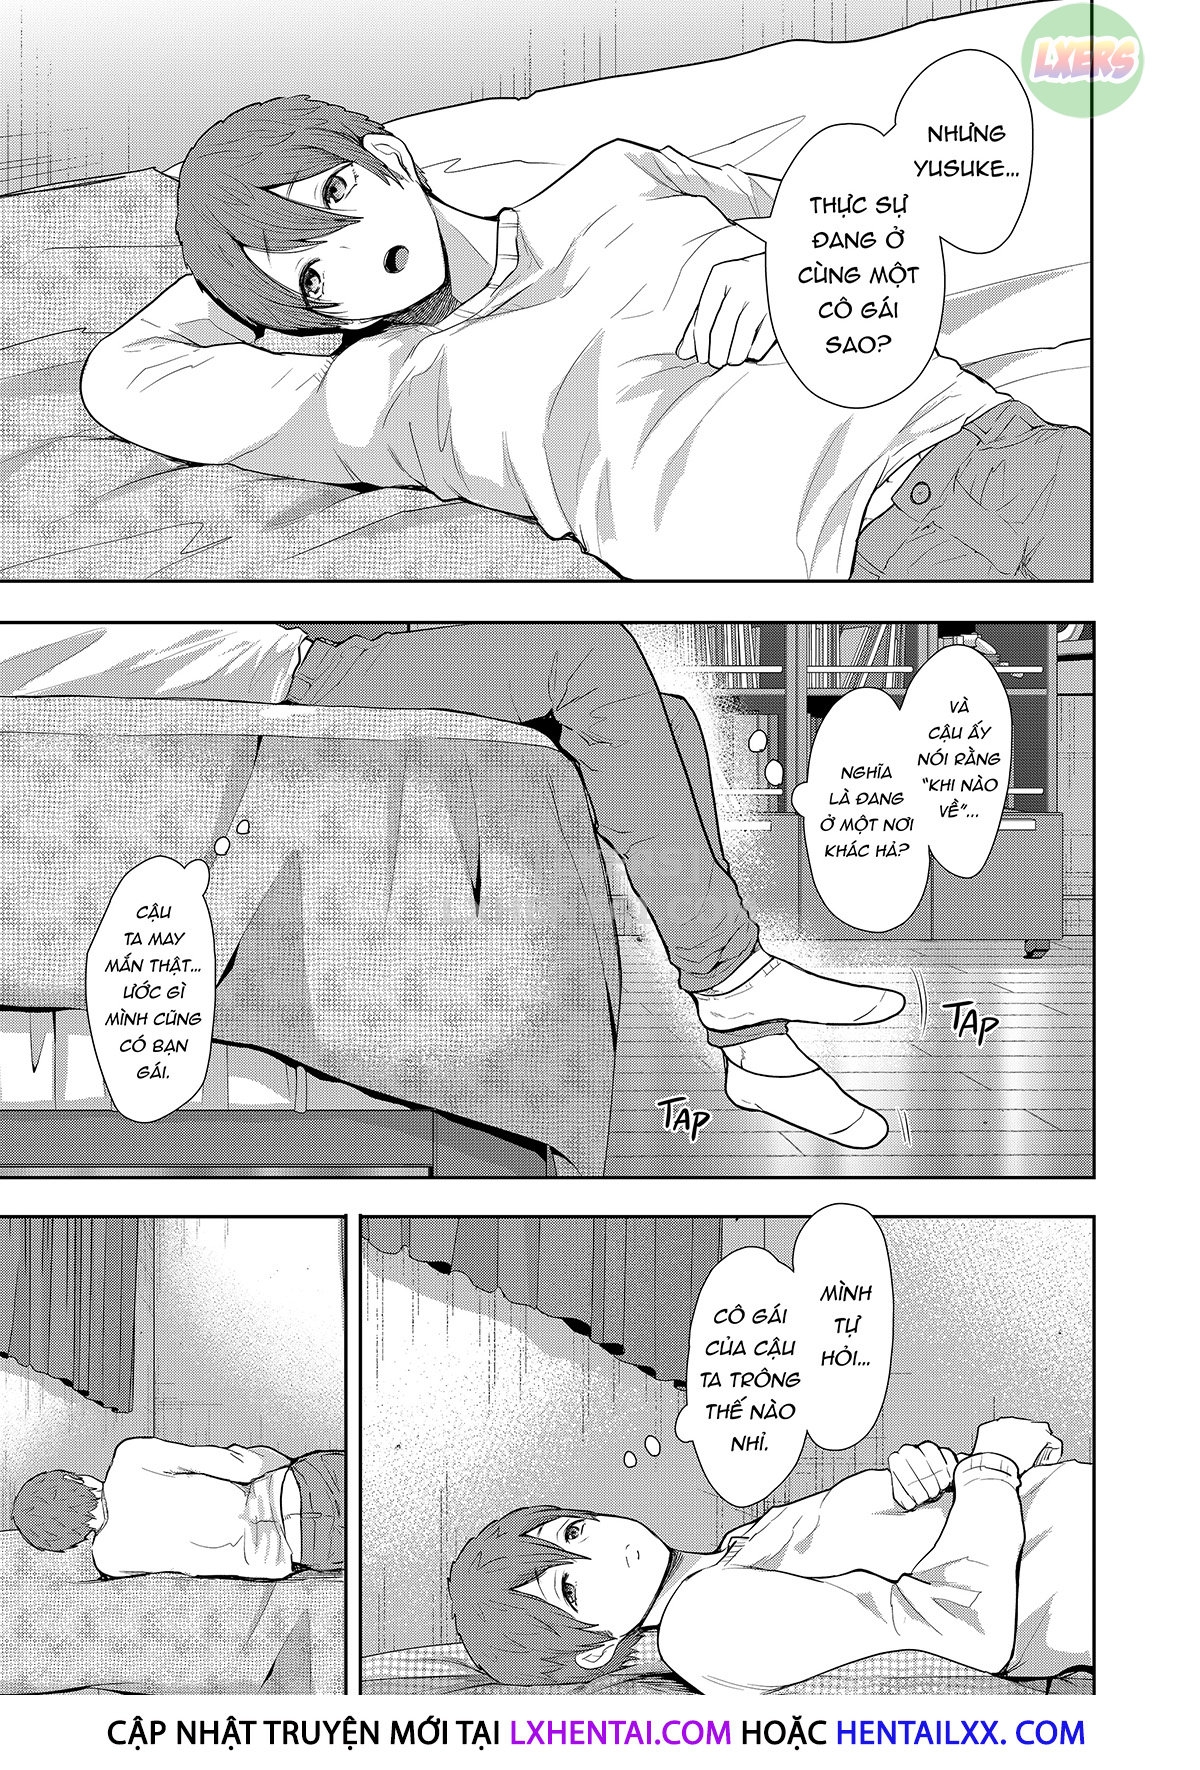 LXERS
NHƯNG
YUSUKE...
THỰC SỰ
ĐANG Ở
CÙNG MỘT
CÔ GÁI
SAO?
VÀ
CẬU ẤY
NÓI RẰNG
"KHI NÀO
VỀ"...
NGHĨA
LÀ ĐANG
Ở MỘT NƠI
KHÁC HẢ?
CẬU
TA MAY
MẮN THẬT...
ƯỚC GÌ
MÌNH CŨNG
CÓ BẠN
GÁI.
TAP
TAP
MÌNH
TỰ
HỎI...
CÔ GÁI
CỦA CẬU
TA TRÔNG
THẾ NÀO
NHỈ.
CẬP NHẬT TRUYỆN MỚI TẠI LXHENTAI.COM HOẶC HENTAILXX. COM